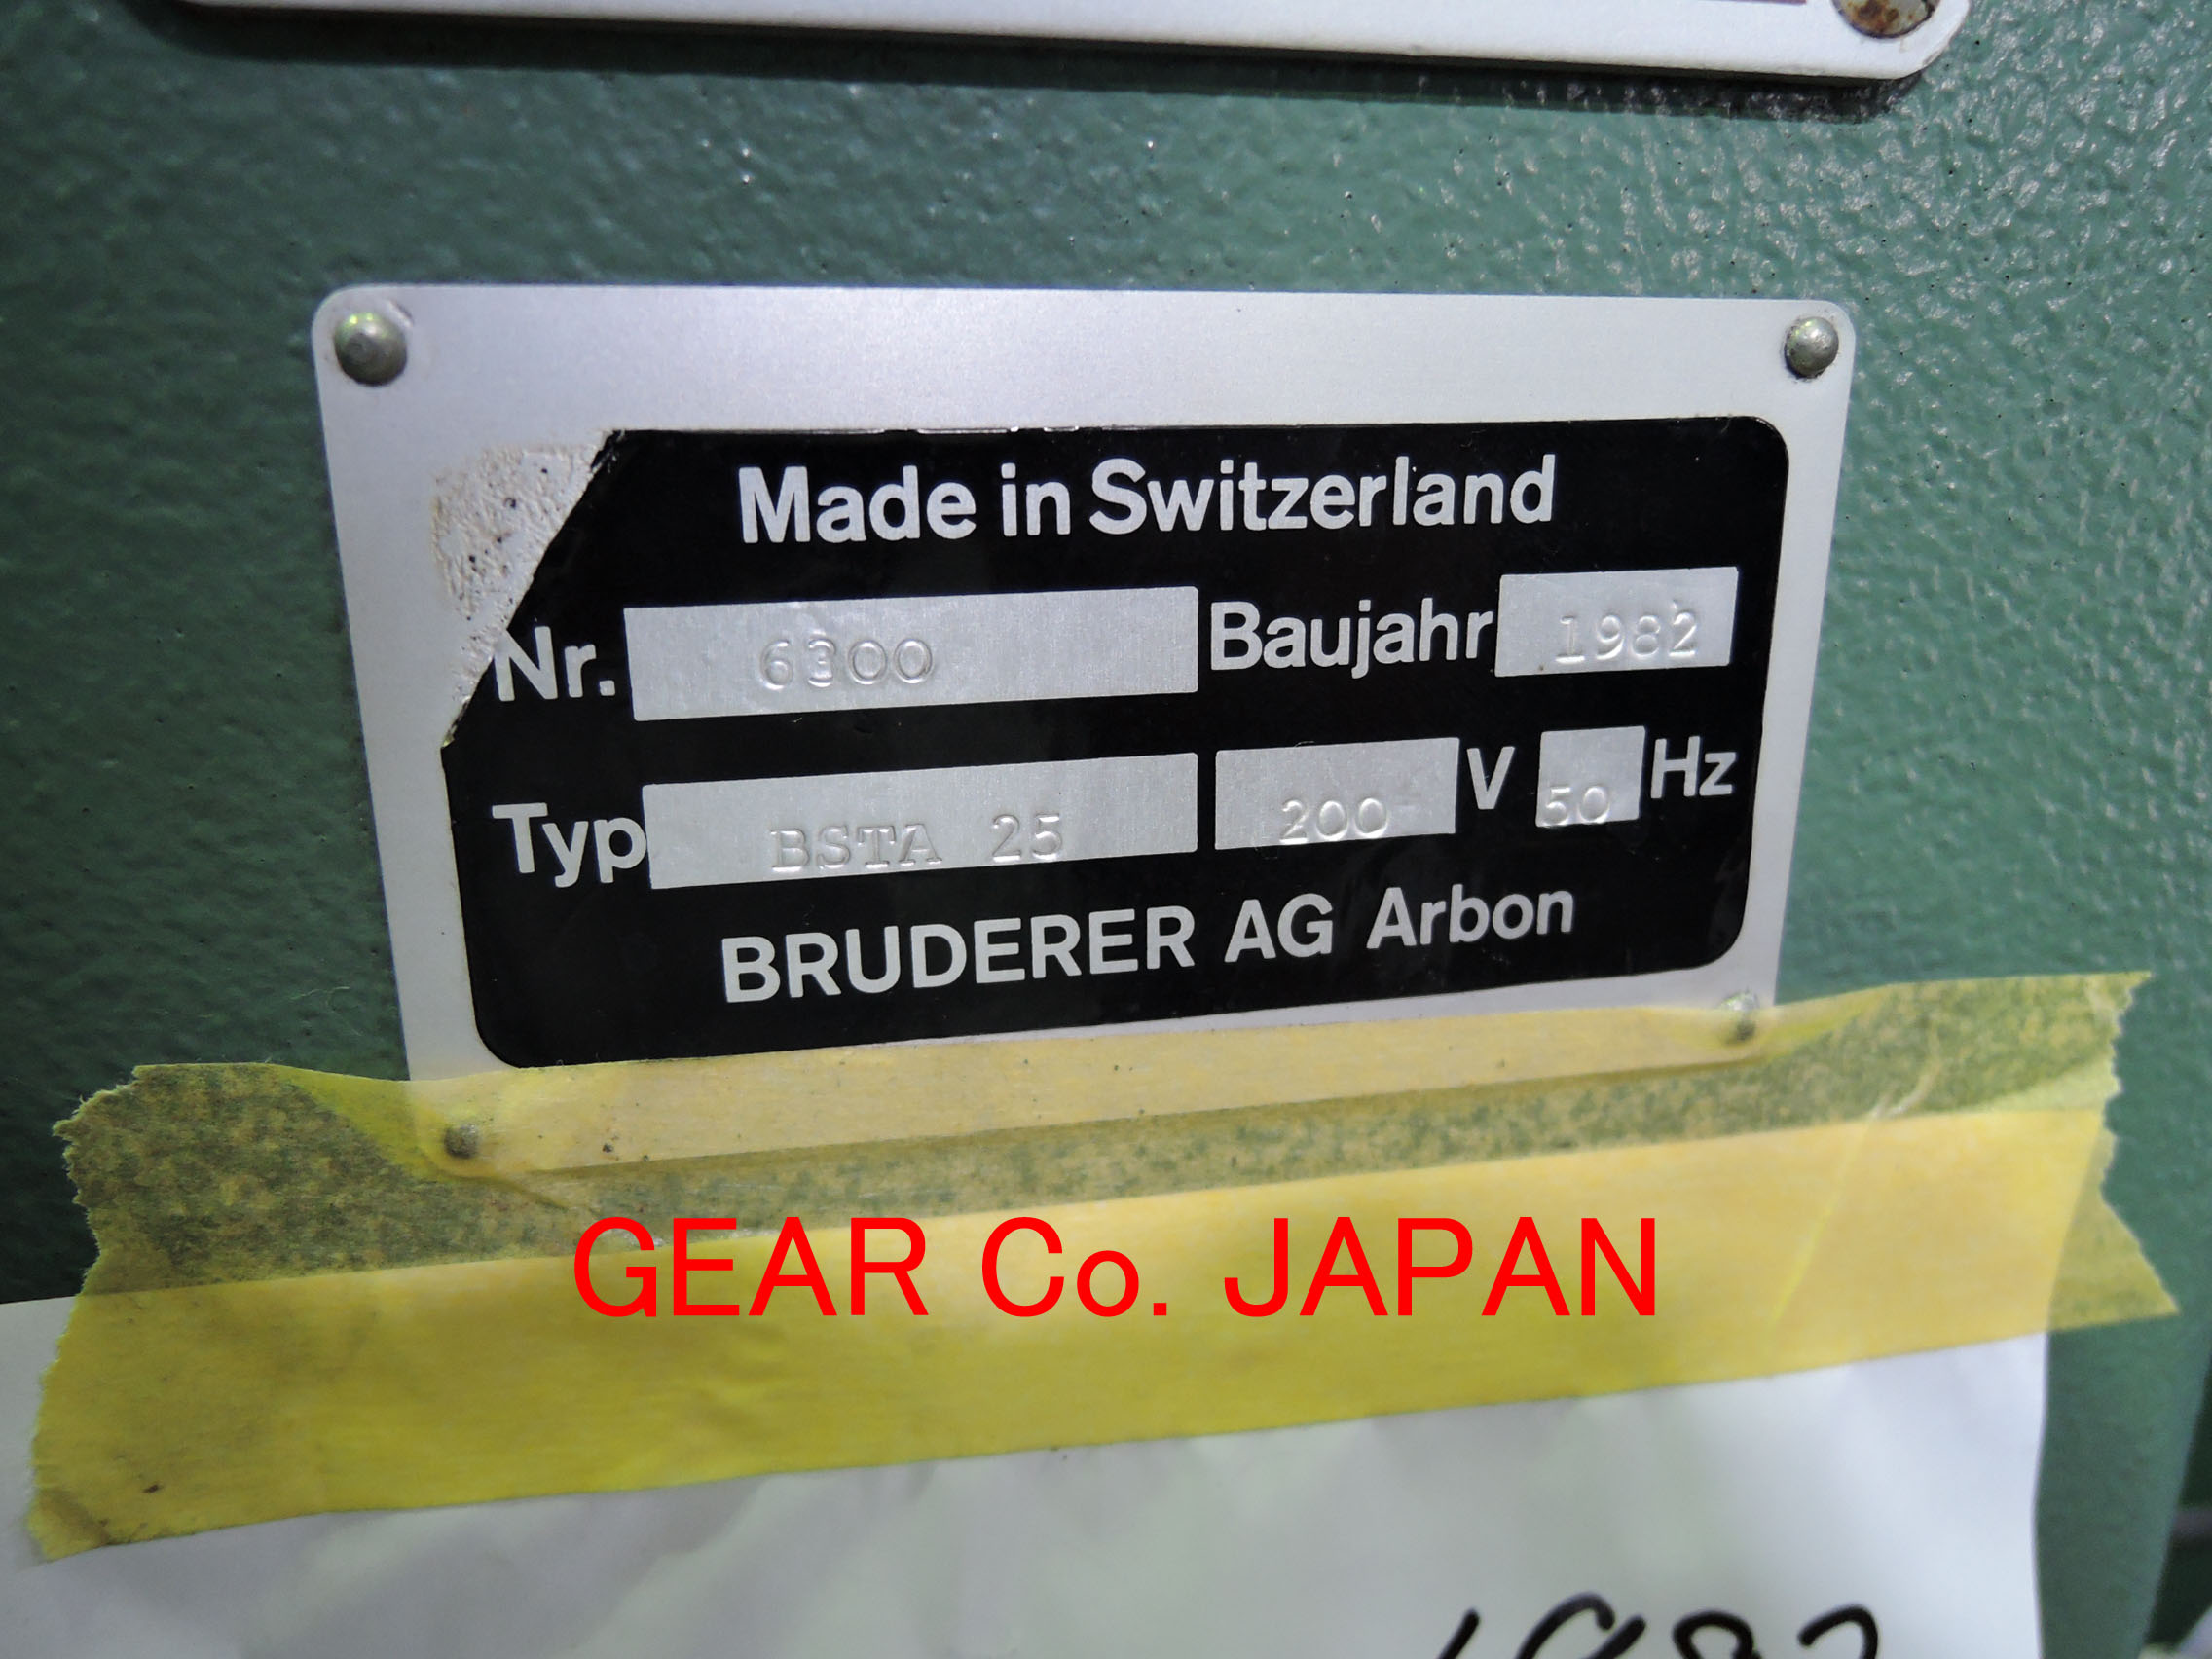 Made in Switzerland
Nr. 6300 Baujahr 1982
Typ BSTA 25 200 V 50 Hz
BRUDERER AG Arbon
GEAR Co. JAPAN